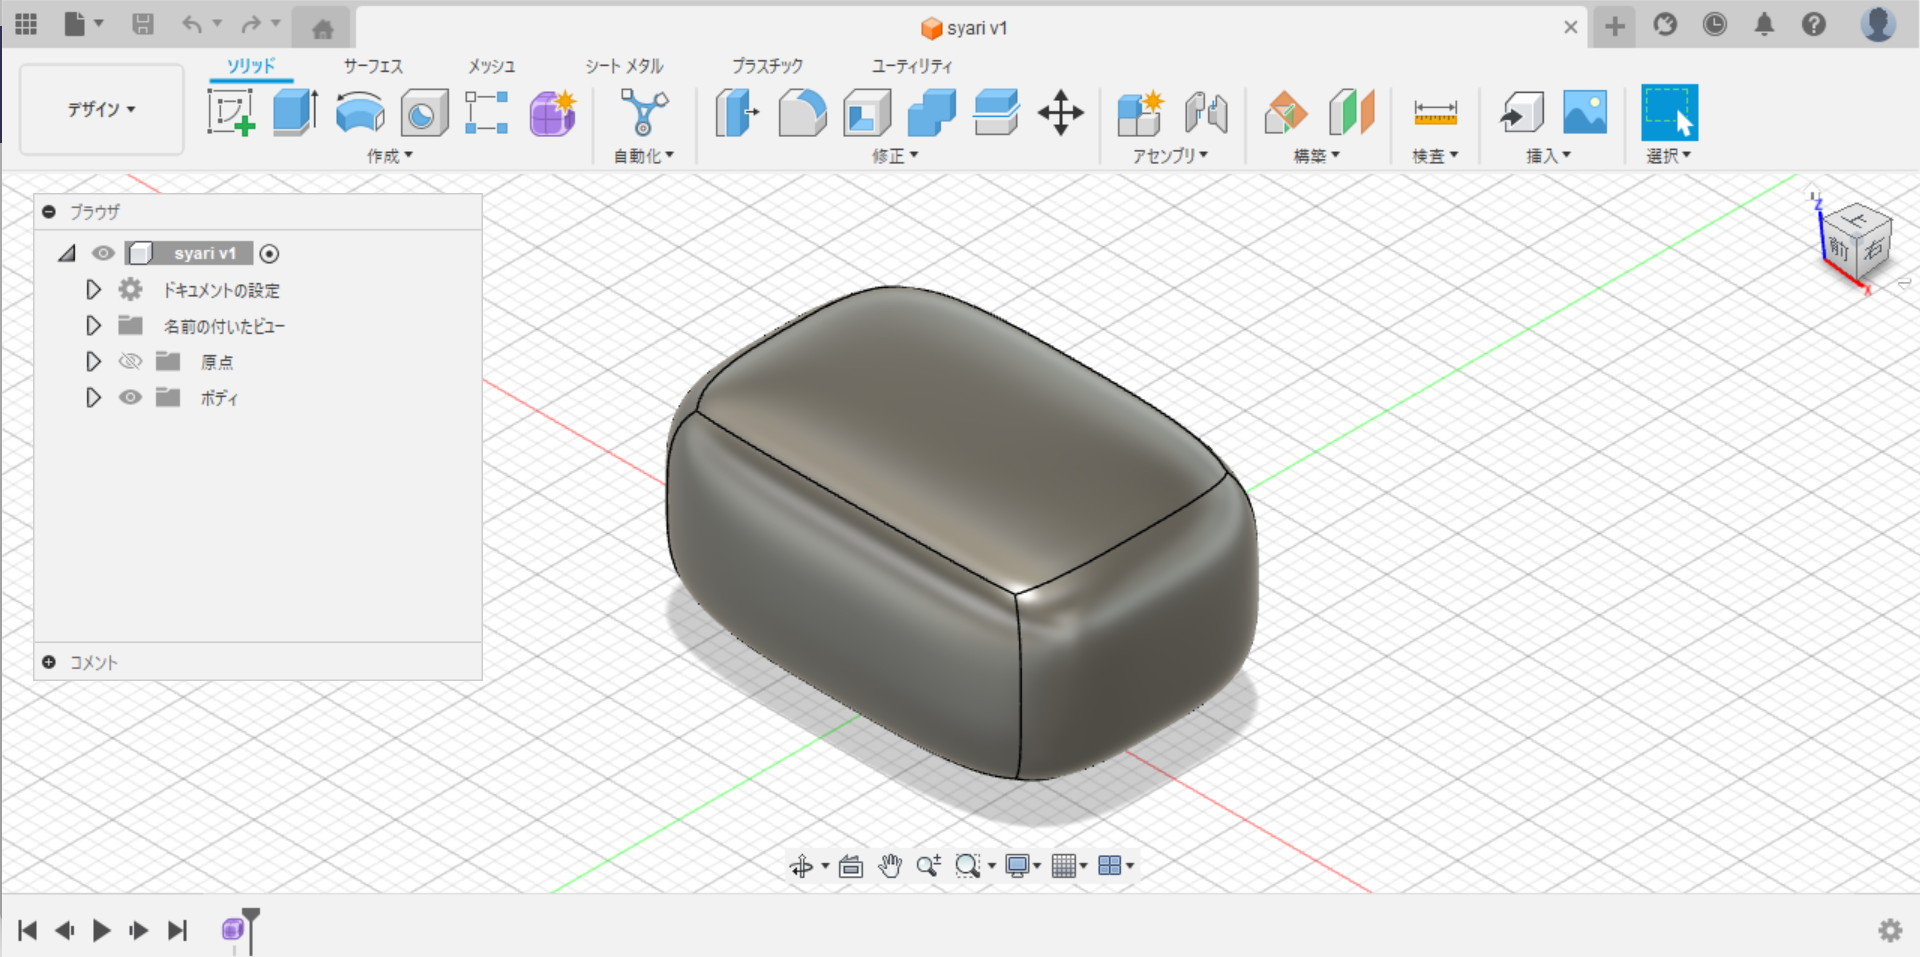 syari v1
ソリッド
サーフェス
メッシュ
シート メタル
プラスチック
ユーティリティ
デザイン
作成
自動化
修正
アセンブリ
構築
検査
挿入
選択
ブラウザ
syari v1
ドキュメントの設定
名前の付いたビュー
原点
ボディ
コメント
Z
上
前
右
X